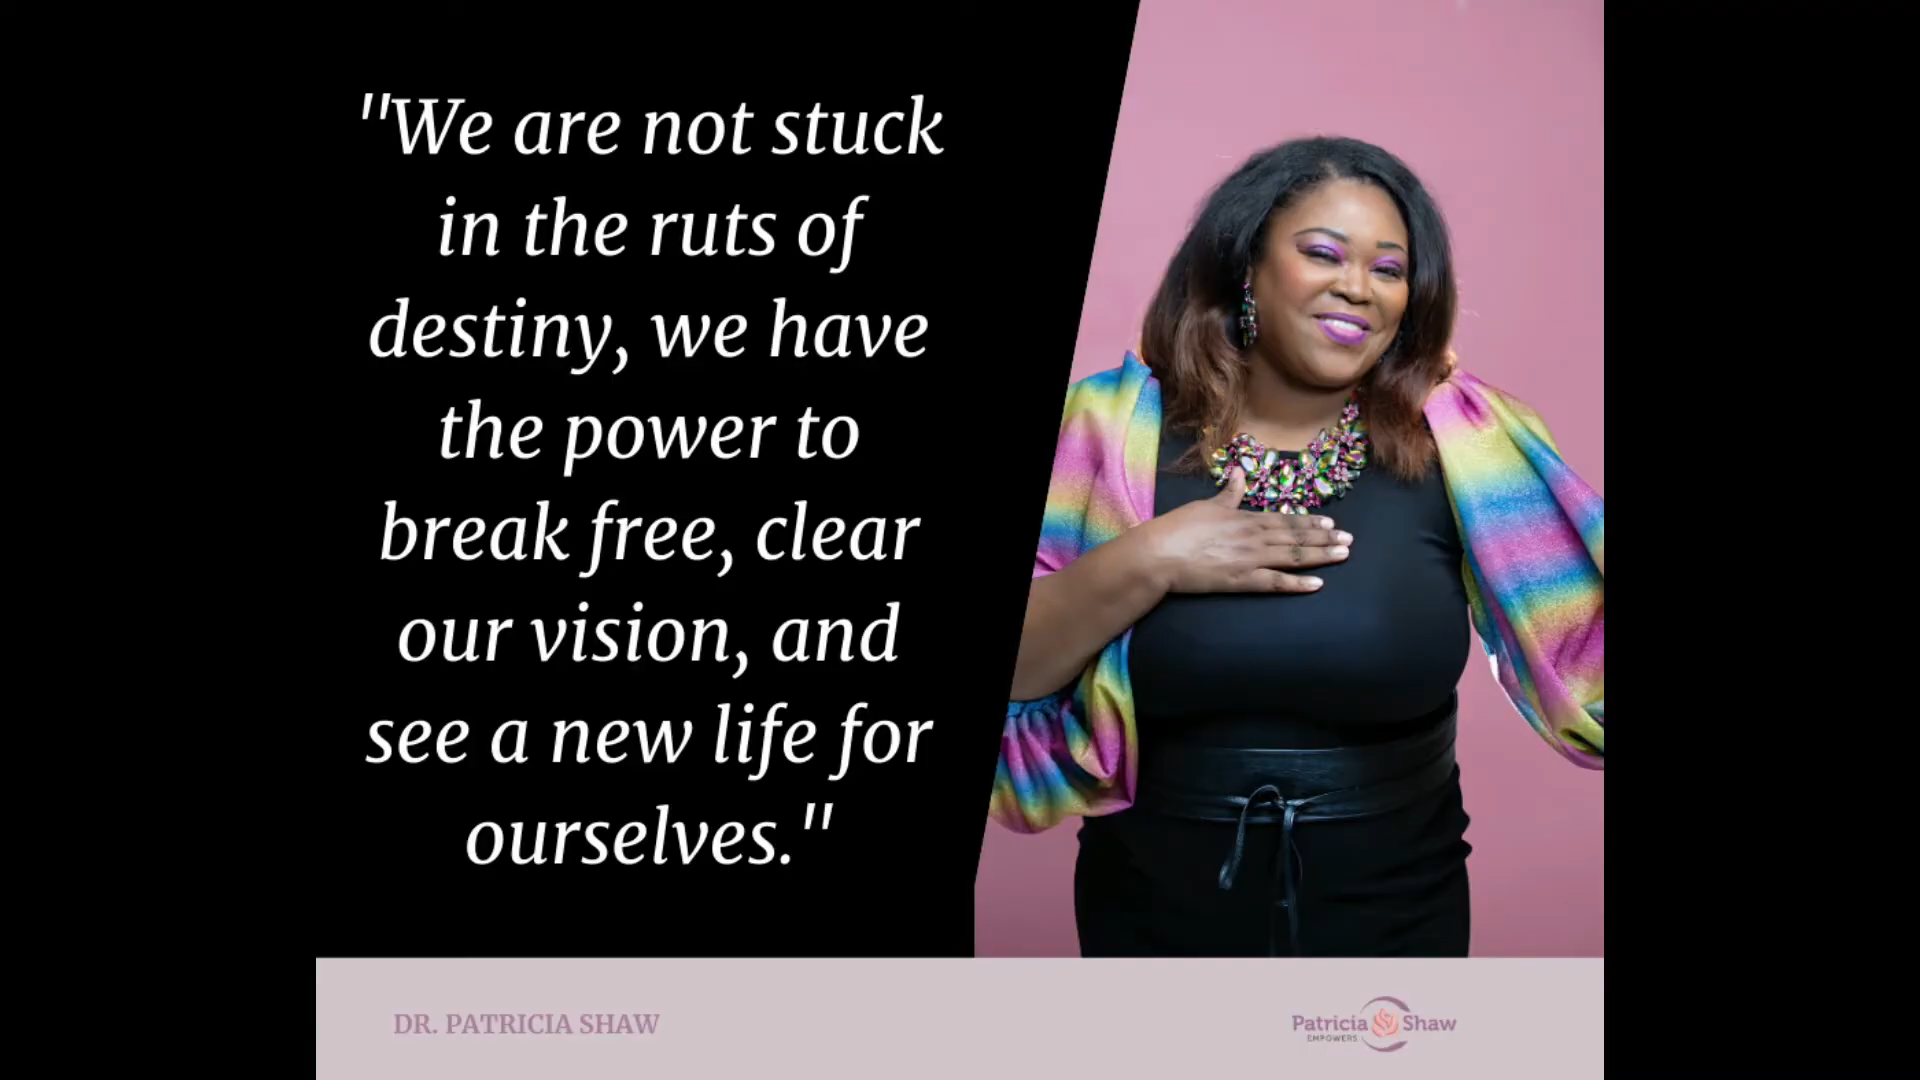 "We are not stuck
in the ruts of
destiny, we have
the power to
break free, clear
our vision, and
see a new life for
ourselves."
DR. PATRICIA SHAW
Patricia Shaw
EMPOWERS